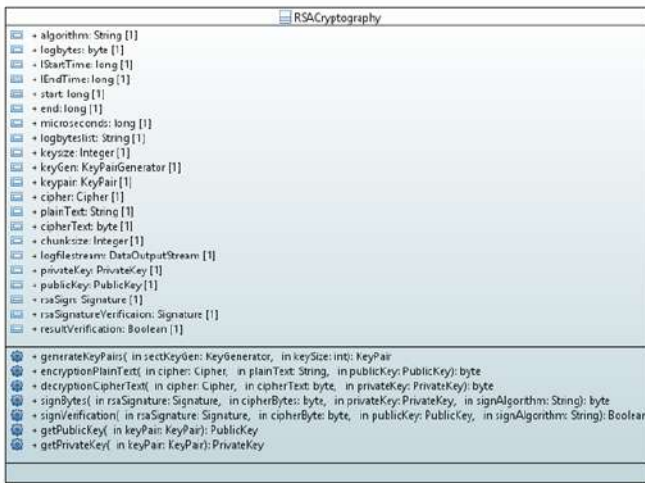 RSACryptography
+ algorithm: String [1]
+ logbytes: byte [1]
+ lStartTime: long [1]
+ lEndTime: long [1]
+ start: long [1]
+ end: long [1]
+ microseconds: long [1]
+ logbyteslist: String [1]
+ keysize: Integer [1]
+ keyGen: KeyPairGenerator [1]
+ keypair: KeyPair [1]
+ cipher: Cipher [1]
+ plainText: String [1]
+ cipherText: byte [1]
+ chunksize: Integer [1]
+ logfilestream: DataOutputStream [1]
+ privateKey: PrivateKey [1]
+ publicKey: PublicKey [1]
+ rsaSign: Signature [1]
+ rsaSignatureVerificaion: Signature [1]
+ resultVerification: Boolean [1]
+ generateKeyPairs( in sectKeyGen: KeyGenerator, in keySize: int): KeyPair
+ encryptionPlainText( in cipher: Cipher, in plainText: String, in publicKey: PublicKey): byte
+ decryptionCipherText( in cipher: Cipher, in cipherText: byte, in privateKey: PrivateKey): byte
+ signBytes( in rsaSignature: Signature, in cipherBytes: byte, in privateKey: PrivateKey, in signAlgorithm: String): byte
+ signVerification( in rsaSignature: Signature, in cipherByte: byte, in publicKey: PublicKey, in signAlgorithm: String): Boolean
+ getPublicKey( in keyPair: KeyPair): PublicKey
+ getPrivateKey( in keyPair: KeyPair): PrivateKey